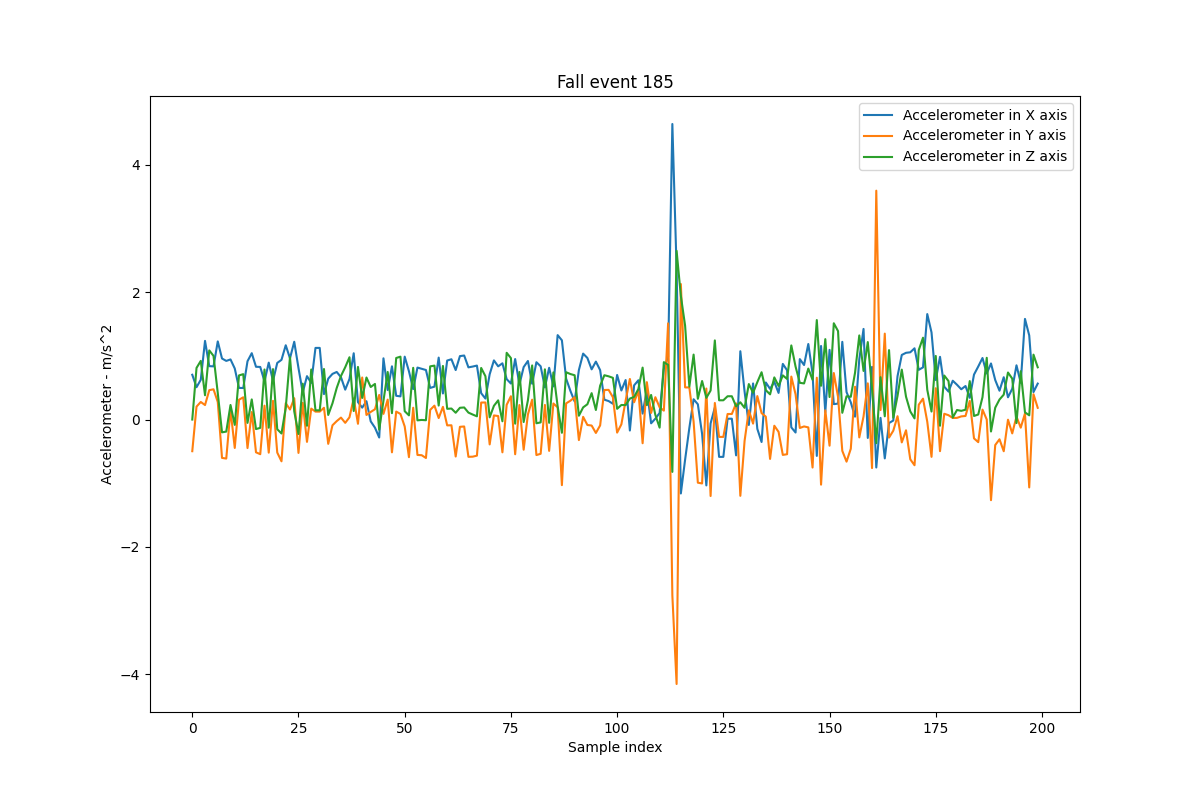 Fall event 185
Accelerometer in X axis
Accelerometer in Y axis
Accelerometer in Z axis
Accelerometer - m/s^2
4
2
0
−2
−4
0 25 50 75 100 125 150 175 200
Sample index